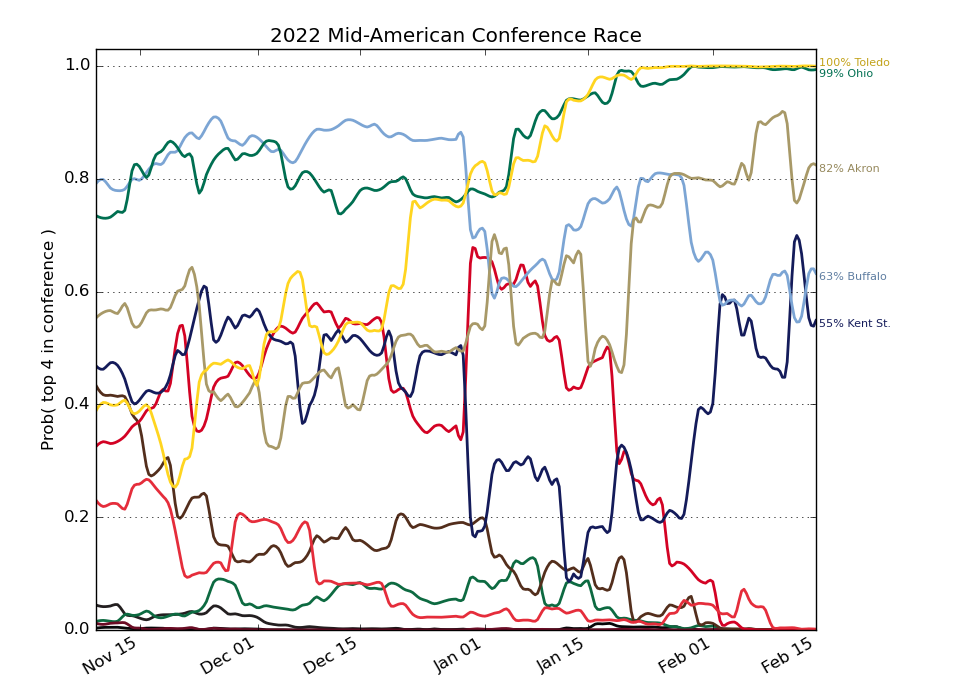 2022 Mid-American Conference Race
Prob( top 4 in conference )
1.0
0.8
0.6
0.4
0.2
0.0
100% Toledo
99% Ohio
82% Akron
63% Buffalo
55% Kent St.
Nov 15
Dec 01
Dec 15
Jan 01
Jan 15
Feb 01
Feb 15